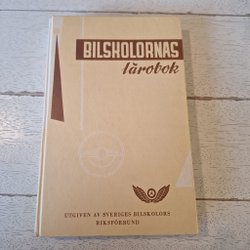 BILSKOLORNAS
lärobok
UTGIVEN AV SVERIGES BILSKOLORS
RIKSFÖRBUND